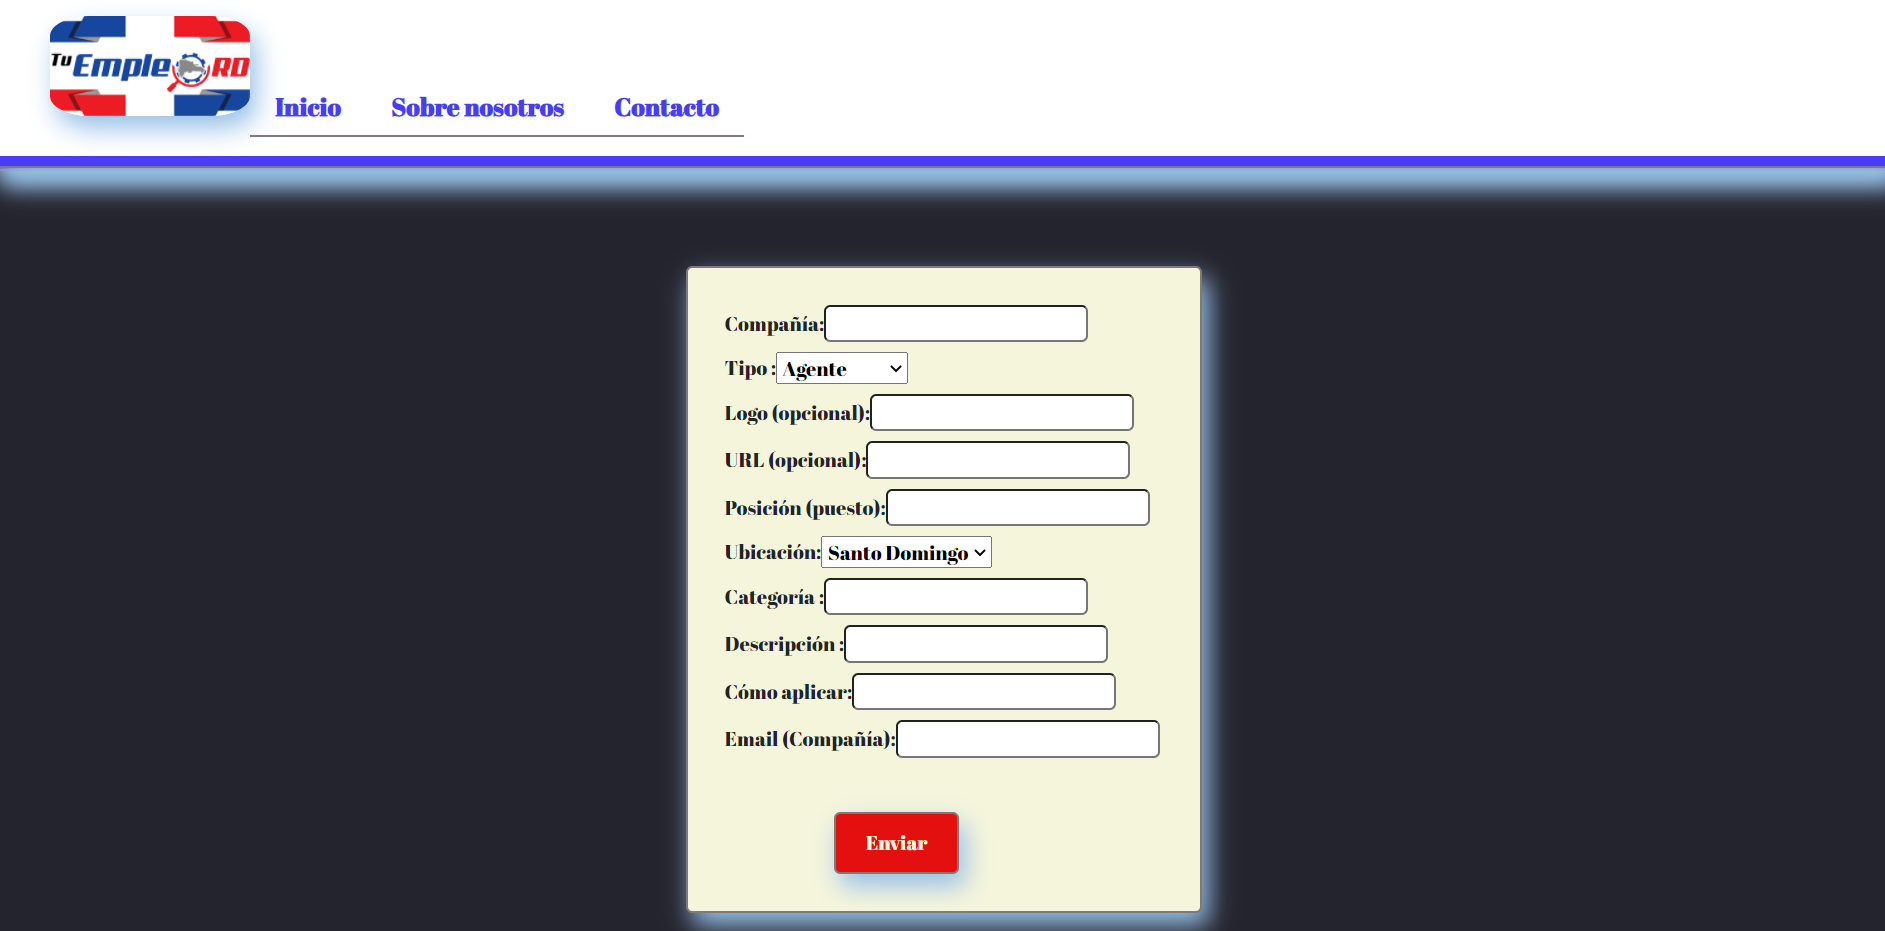 Tu Empleo RD
Inicio Sobre nosotros Contacto
Compañía:
Tipo : Agente
Logo (opcional):
URL (opcional):
Posición (puesto):
Ubicación: Santo Domingo
Categoría :
Descripción :
Cómo aplicar:
Email (Compañía):
Enviar